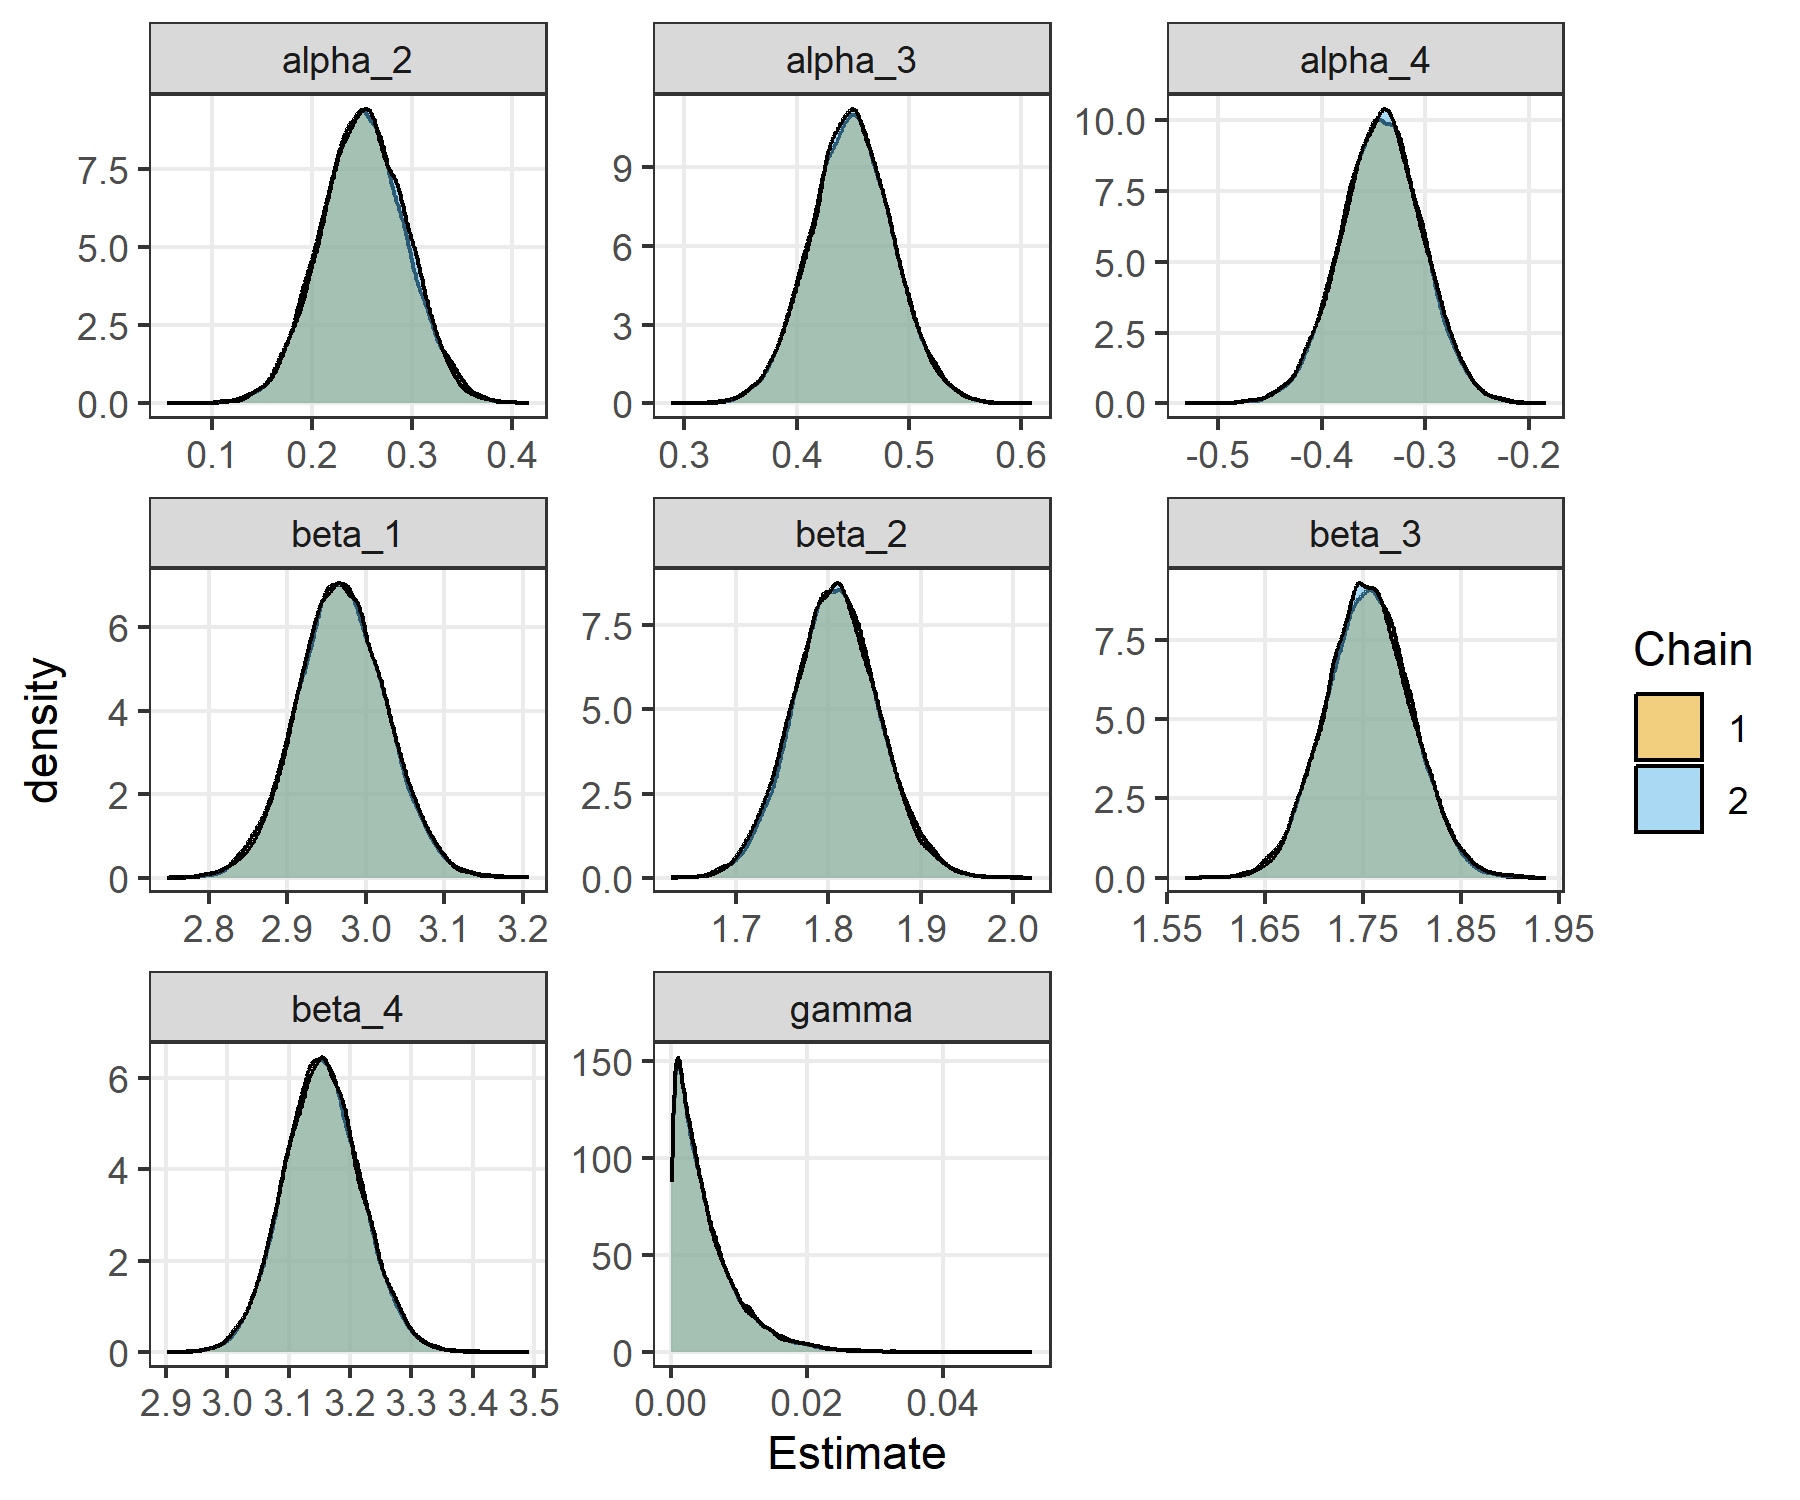 alpha_2 alpha_3 alpha_4
7.5
5.0
2.5
0.0
9
6
3
0
10.0
7.5
5.0
2.5
0.0
0.1 0.2 0.3 0.4
0.3 0.4 0.5 0.6
-0.5 -0.4 -0.3 -0.2
beta_1 beta_2 beta_3
6
4
2
0
7.5
5.0
2.5
0.0
7.5
5.0
2.5
0.0
2.8 2.9 3.0 3.1 3.2
1.7 1.8 1.9 2.0
1.55 1.65 1.75 1.85 1.95
beta_4 gamma
6
4
2
0
150
100
50
0
2.9 3.0 3.1 3.2 3.3 3.4 3.5
0.00 0.02 0.04
density
Estimate
Chain
1
2